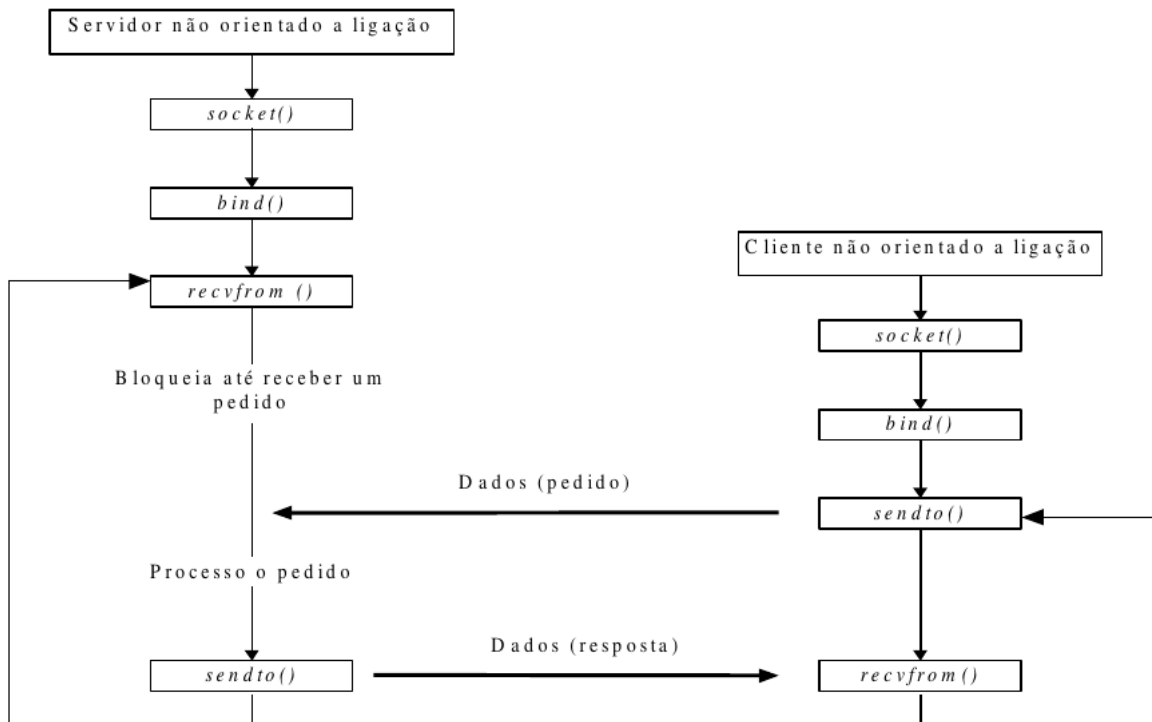 Servidor não orientado a ligação
socket()
bind()
recvfrom ()
Bloqueia até receber um
pedido
Processo o pedido
sendto()
Cliente não orientado a ligação
socket()
bind()
sendto()
recvfrom()
Dados (pedido)
Dados (resposta)